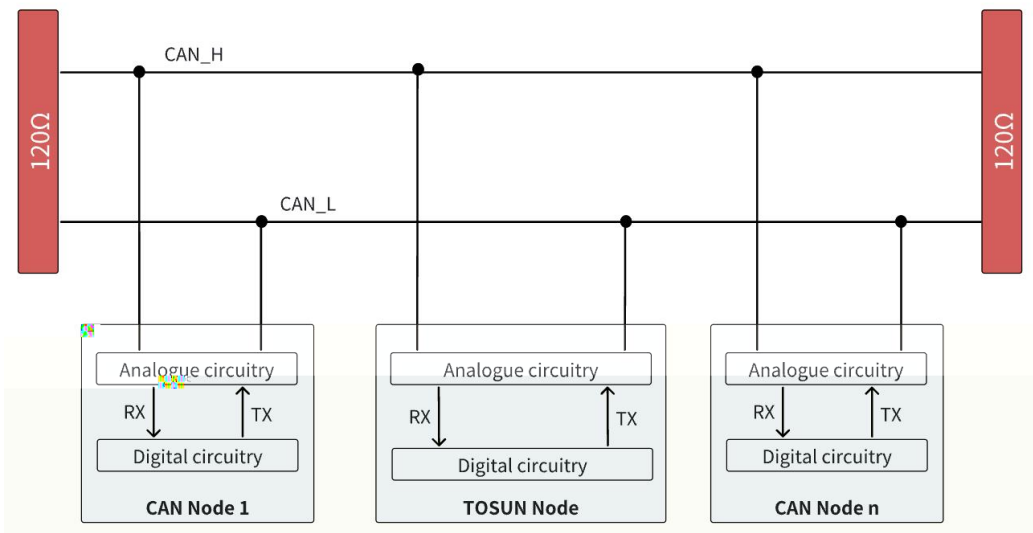 CAN_H
120Ω
120Ω
CAN_L
Analogue circuitry
RX
TX
Digital circuitry
CAN Node 1
Analogue circuitry
RX
TX
Digital circuitry
TOSUN Node
Analogue circuitry
RX
TX
Digital circuitry
CAN Node n